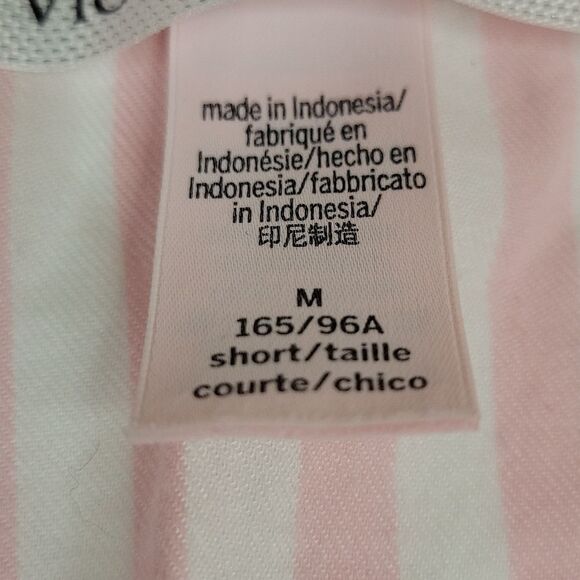 made in Indonesia/
fabriqué en
Indonésie/hecho en
Indonesia/fabbricato
in Indonesia/
印尼制造
M
165/96A
short/taille
courte/chico